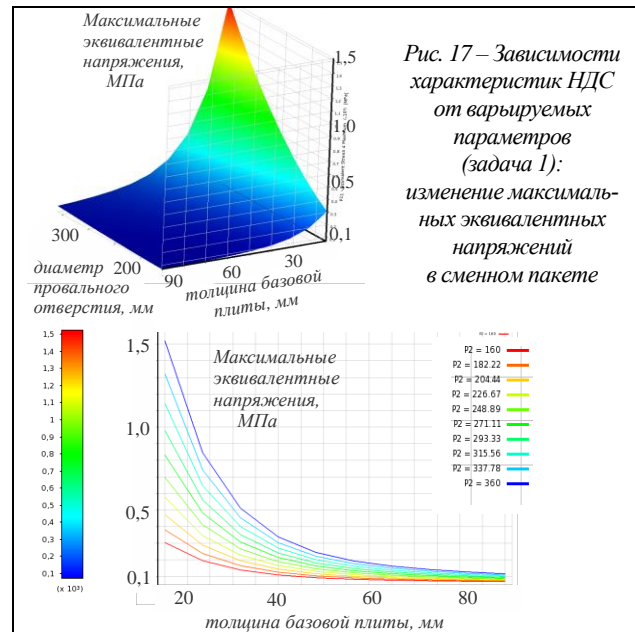 Максимальные
эквивалентные
напряжения,
МПа
1,5
1,0
0,5
0,1
300
200
90
60
30
диаметр
провального
отверстия, мм
толщина базовой
плиты, мм
Рис. 17 – Зависимости
характеристик НДС
от варьируемых
параметров
(задача 1):
изменение максималь-
ных эквивалентных
напряжений
в сменном пакете
1,5
1,4
1,3
1,2
1,1
1
0,9
0,8
0,7
0,6
0,5
0,4
0,3
0,2
0,1
(x 10³)
Максимальные
эквивалентные
напряжения,
МПа
1,5
1,0
0,5
0,1
20
40
60
80
толщина базовой плиты, мм
P2 = 160
P2 = 182.22
P2 = 204.44
P2 = 226.67
P2 = 248.89
P2 = 271.11
P2 = 293.33
P2 = 315.56
P2 = 337.78
P2 = 360